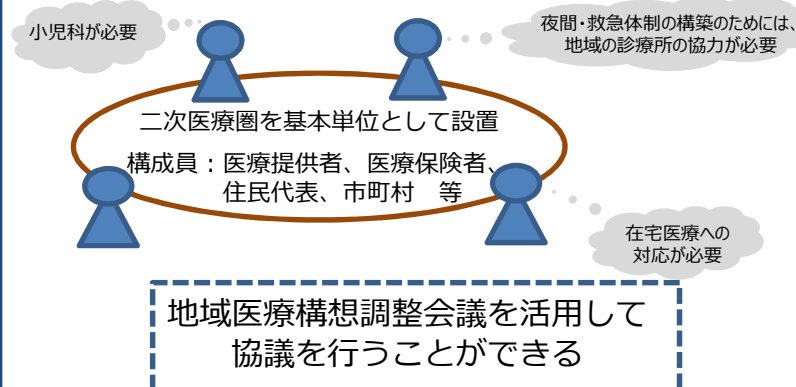 小児科が必要
夜間・救急体制の構築のためには、
地域の診療所の協力が必要
二次医療圏を基本単位として設置
構成員：医療提供者、医療保険者、
住民代表、市町村　等
在宅医療への
対応が必要
地域医療構想調整会議を活用して
協議を行うことができる